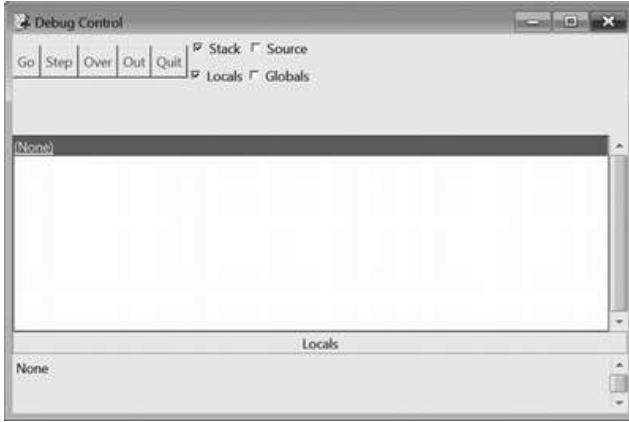 Debug Control
Go Step Over Out Quit Stack Source
Locals Globals
(None)
Locals
None